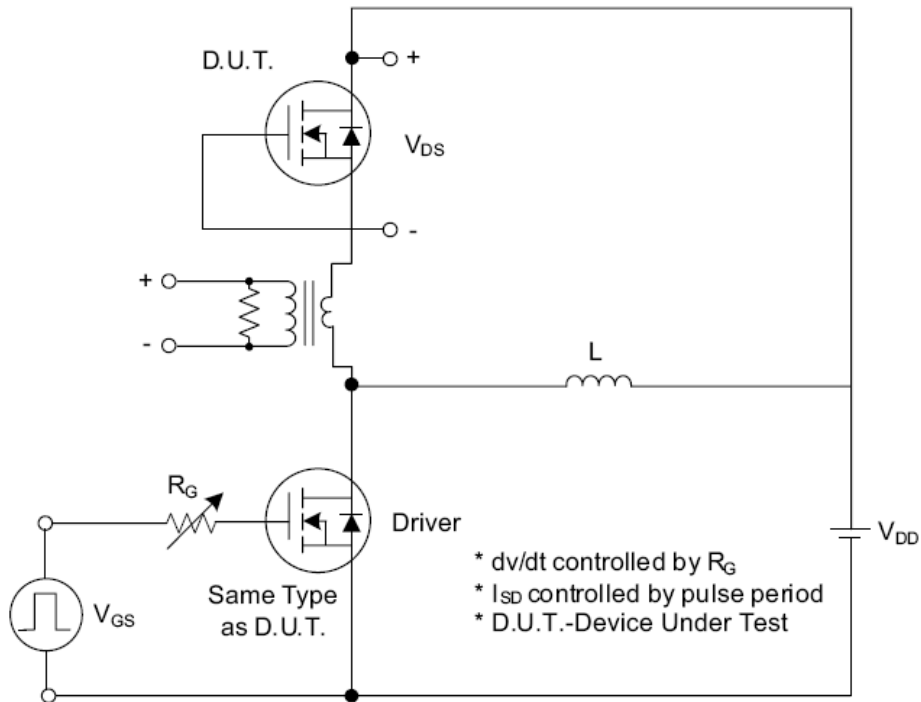 D.U.T.
+
V_DS
-
+
-
L
R_G
Driver
V_DD
* dv/dt controlled by R_G
* I_SD controlled by pulse period
* D.U.T.-Device Under Test
Same Type
as D.U.T.
V_GS